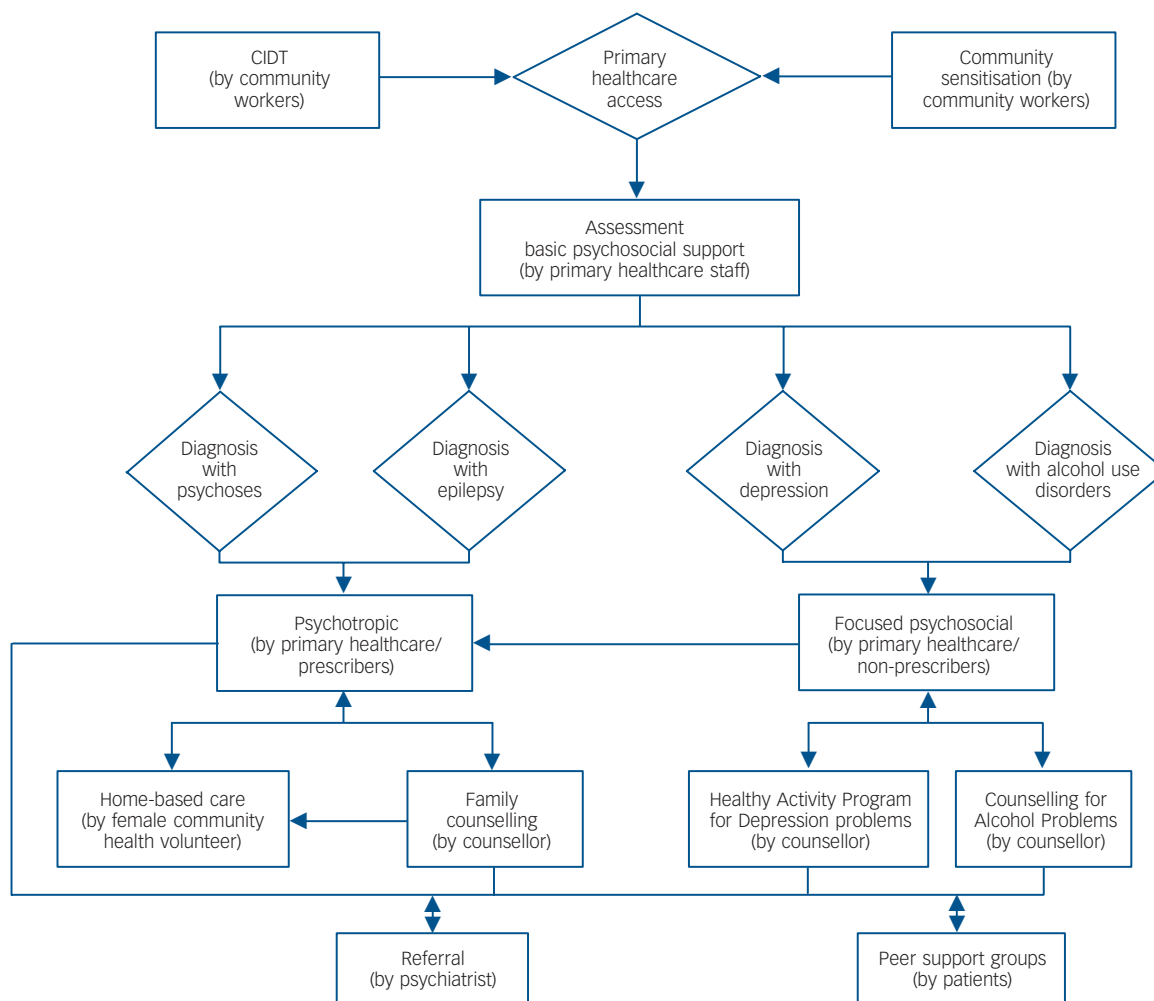 CIDT
(by community
workers)
Primary
healthcare
access
Community
sensitisation (by
community workers)
Assessment
basic psychosocial support
(by primary healthcare staff)
Diagnosis
with
psychoses
Diagnosis
with
epilepsy
Diagnosis
with
depression
Diagnosis
with alcohol use
disorders
Psychotropic
(by primary healthcare/
prescribers)
Focused psychosocial
(by primary healthcare/
non-prescribers)
Home-based care
(by female community
health volunteer)
Family
counselling
(by counsellor)
Healthy Activity Program
for Depression problems
(by counsellor)
Counselling for
Alcohol Problems
(by counsellor)
Referral
(by psychiatrist)
Peer support groups
(by patients)